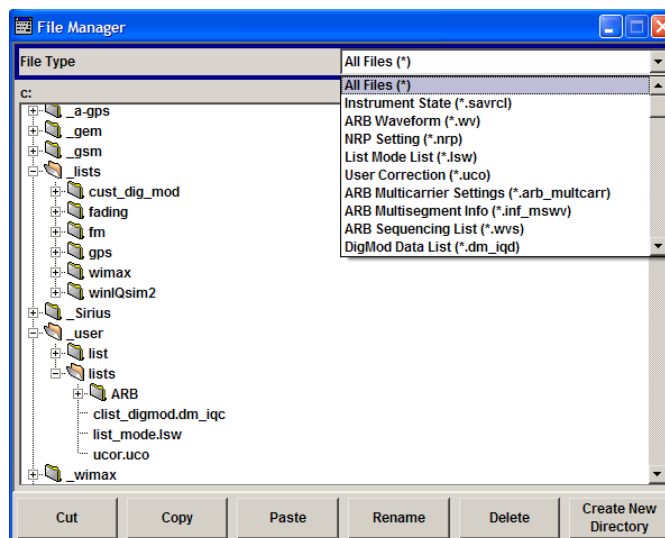 File Manager
File Type
All Files (*)
All Files (*)
Instrument State (*.savrcl)
ARB Waveform (*.wv)
NRP Setting (*.nrp)
List Mode List (*.lsw)
User Correction (*.uco)
ARB Multicarrier Settings (*.arb_multcarr)
ARB Multisegment Info (*.inf_mswv)
ARB Sequencing List (*.wvs)
DigMod Data List (*.dm_iqd)
c:
_a-gps
_gem
_gsm
_lists
cust_dig_mod
fading
fm
gps
wimax
winIQsim2
_Sirius
_user
list
lists
ARB
clist_digmod.dm_iqc
list_mode.lsw
ucor.uco
_wimax
Cut
Copy
Paste
Rename
Delete
Create New
Directory